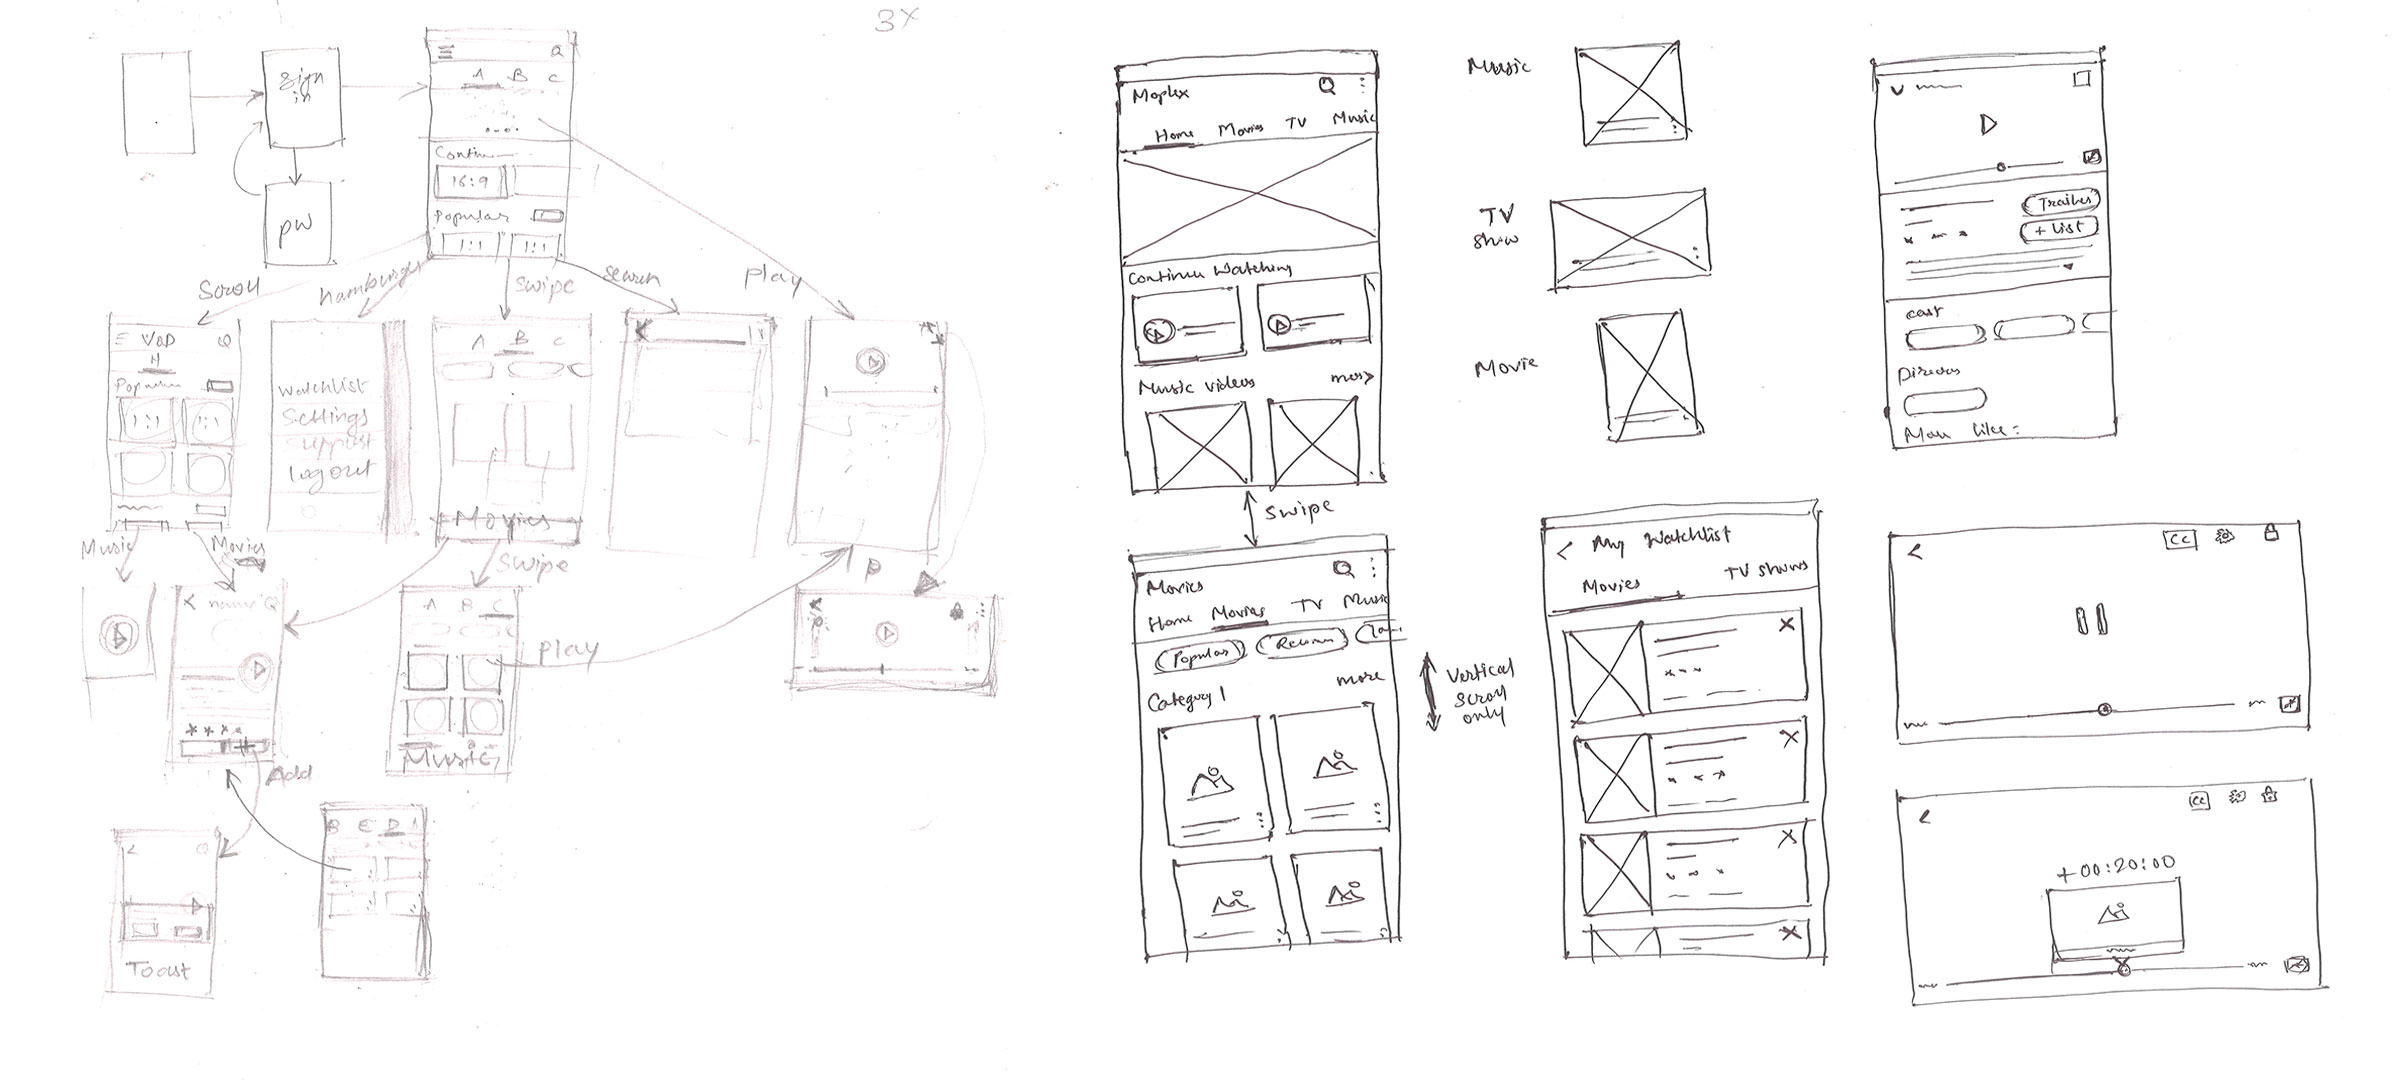 3X
sign
in
pw
A B C
Contin
16:9
Popular
1:1 1:1
Scroll
hamburger
swipe
search
play
VOD
H
Popular
1:1 1:1
Music
Movies
Watchlist
Settings
Support
Logout
A B C
Movies
swipe
P
name
Add
A B C
Music
play
Toast
B E D A
Moplex
Home Movies TV Music
Continue Watching
Music videos more
swipe
Movies
Home Movies TV Music
Popular
Category 1 more
Vertical
scroll
only
Music
TV
show
Movie
My Watchlist
Movies TV shows
Trailer
+ List
cast
Director
More like
CC
CC
+00:20:00